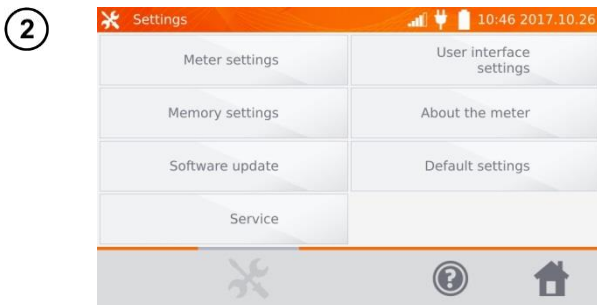 2
Settings
10:46 2017.10.26
Meter settings
User interface
settings
Memory settings
About the meter
Software update
Default settings
Service
?